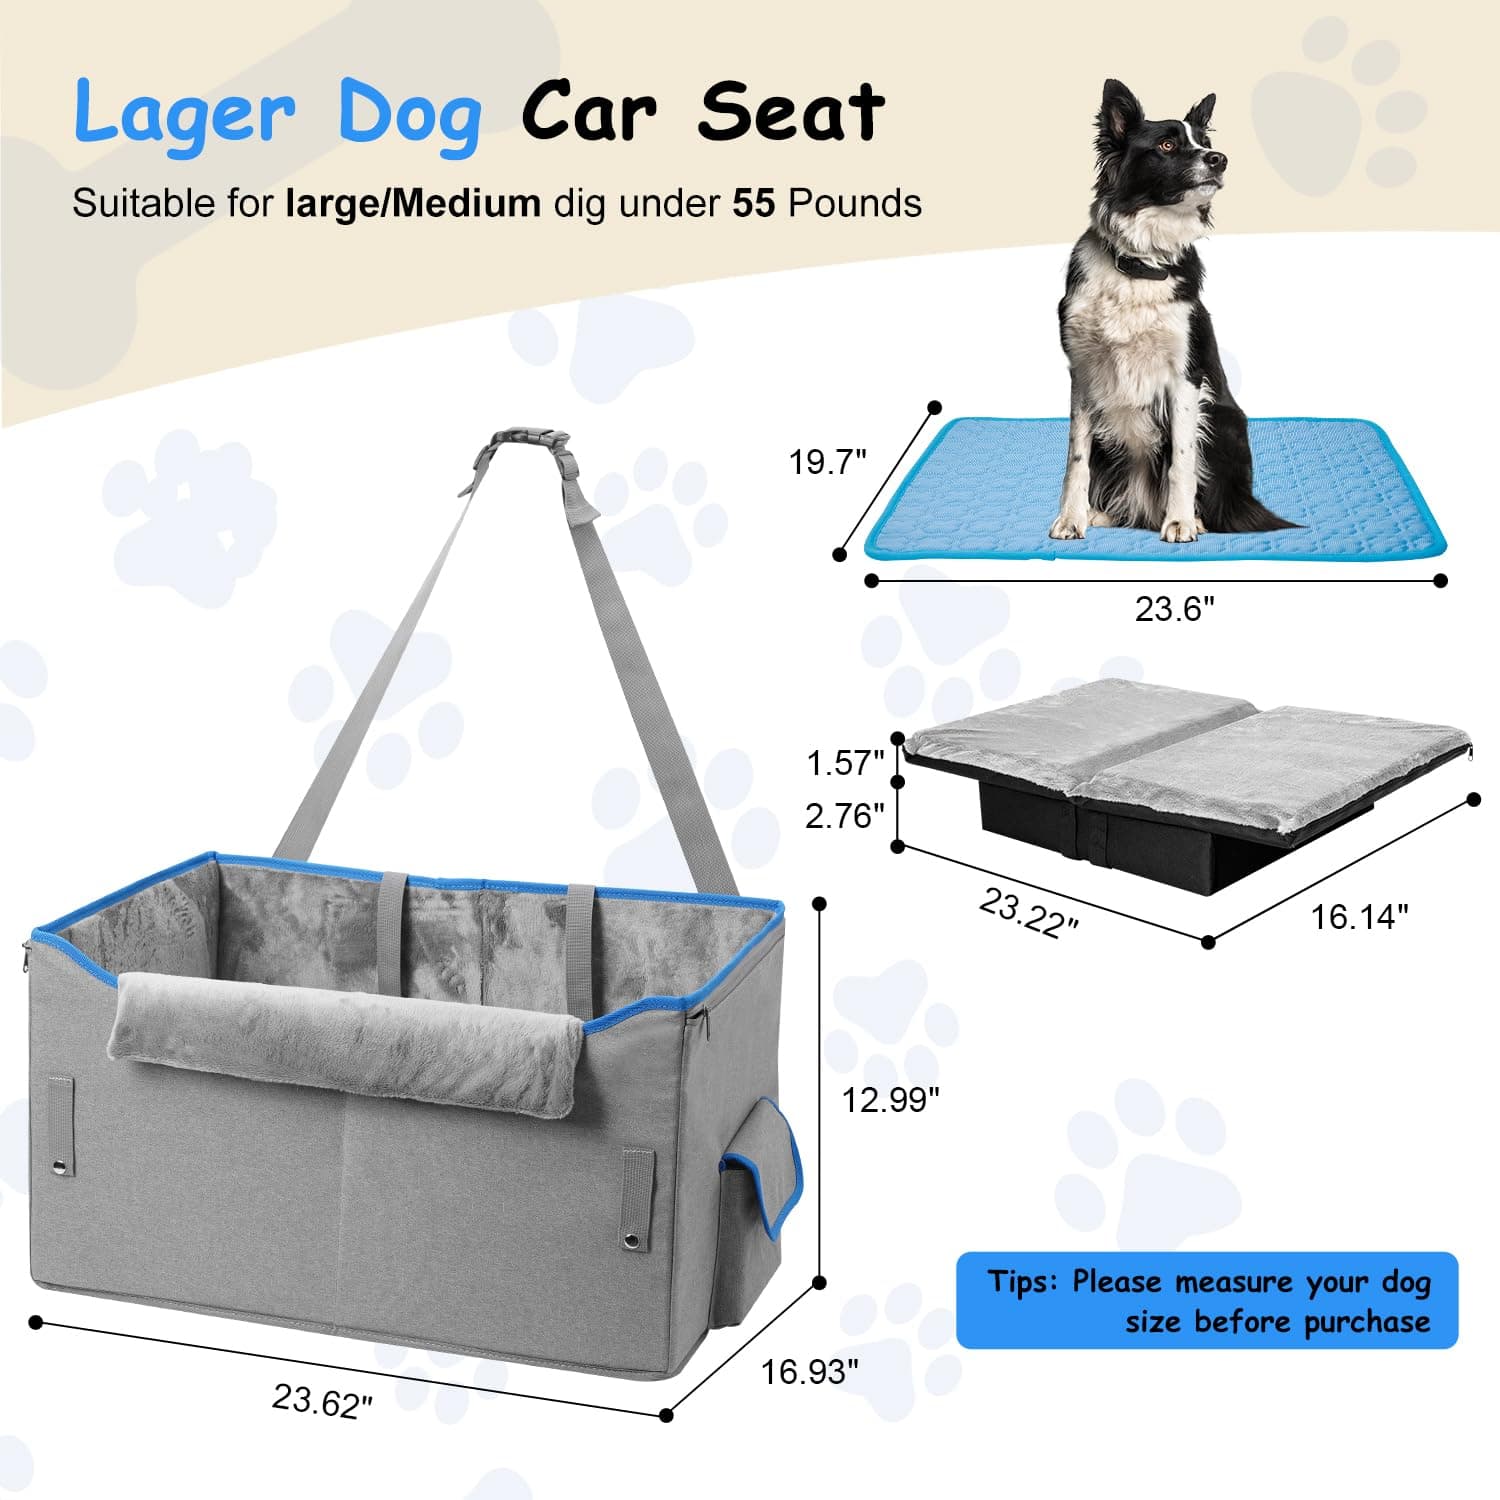 Lager Dog Car Seat
Suitable for large/Medium dig under 55 Pounds
19.7"
23.6"
1.57"
2.76"
23.22"
16.14"
12.99"
16.93"
23.62"
Tips: Please measure your dog
size before purchase